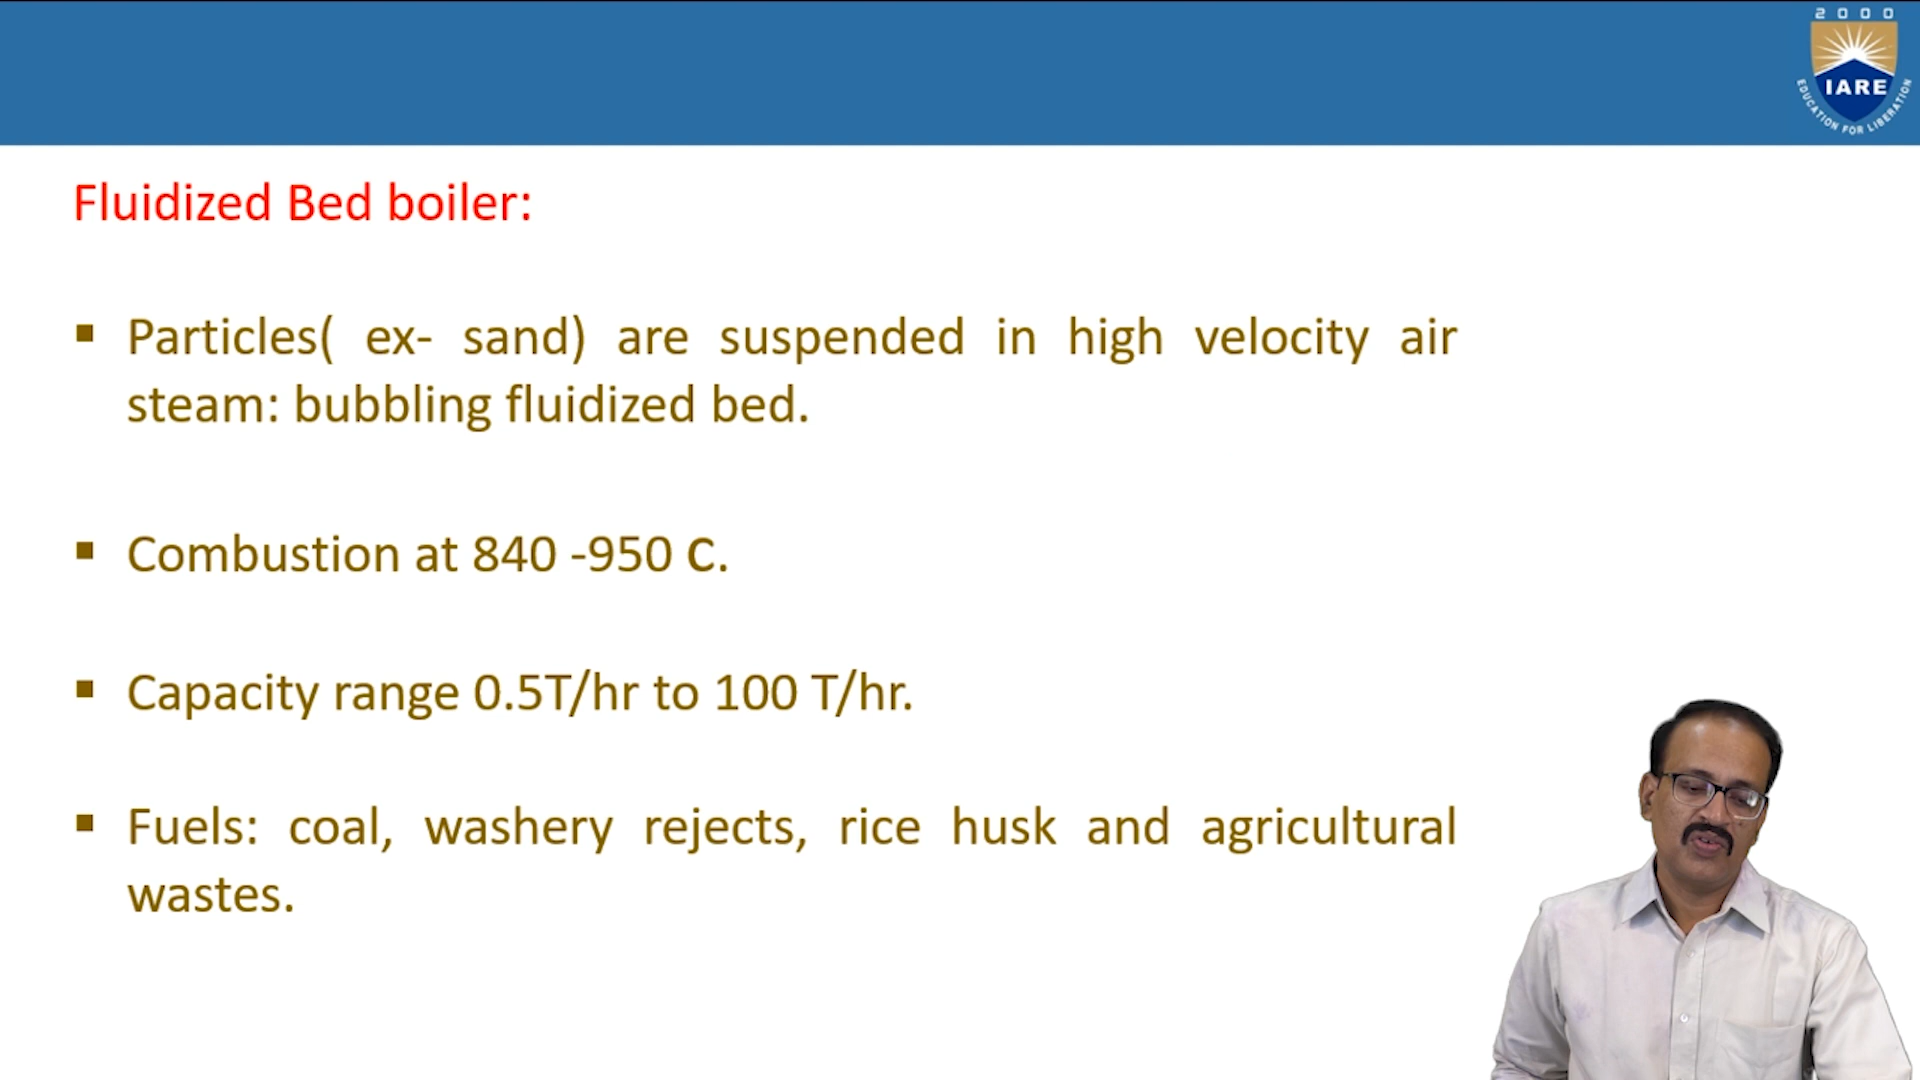 2000
IARE
EDUCATION FOR LIBERATION
Fluidized Bed boiler:
▪ Particles( ex- sand) are suspended in high velocity air
steam: bubbling fluidized bed.
▪ Combustion at 840 -950 C.
▪ Capacity range 0.5T/hr to 100 T/hr.
▪ Fuels: coal, washery rejects, rice husk and agricultural
wastes.